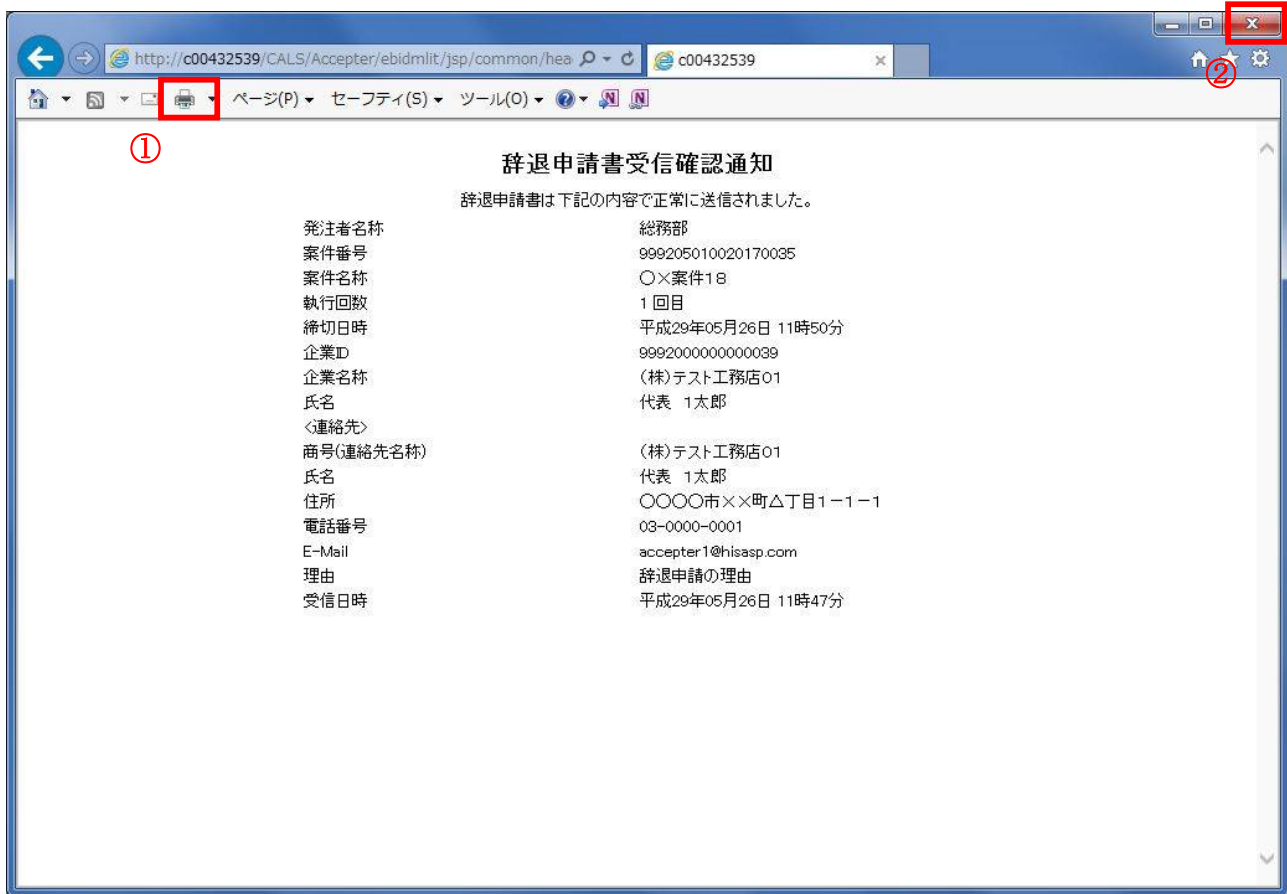 http://c00432539/CALS/Accepter/ebidmlit/jsp/common/hea
c00432539
ページ(P) セーフティ(S) ツール(O)
①
②
辞退申請書受信確認通知
辞退申請書は下記の内容で正常に送信されました。
発注者名称 総務部
案件番号 999205010020170035
案件名称 ○×案件18
執行回数 1回目
締切日時 平成29年05月26日 11時50分
企業ID 9992000000000039
企業名称 (株)テスト工務店01
氏名 代表 1太郎
<連絡先>
商号(連絡先名称) (株)テスト工務店01
氏名 代表 1太郎
住所 ○○○○市××町△丁目1-1-1
電話番号 03-0000-0001
E-Mail accepter1@hisasp.com
理由 辞退申請の理由
受信日時 平成29年05月26日 11時47分